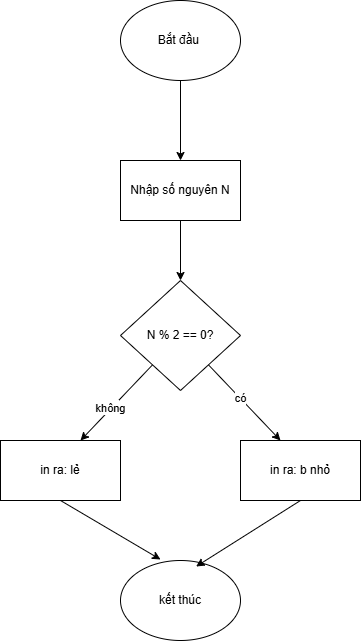 Bắt đầu
Nhập số nguyên N
N % 2 == 0?
không
có
in ra: lẻ
in ra: b nhỏ
kết thúc